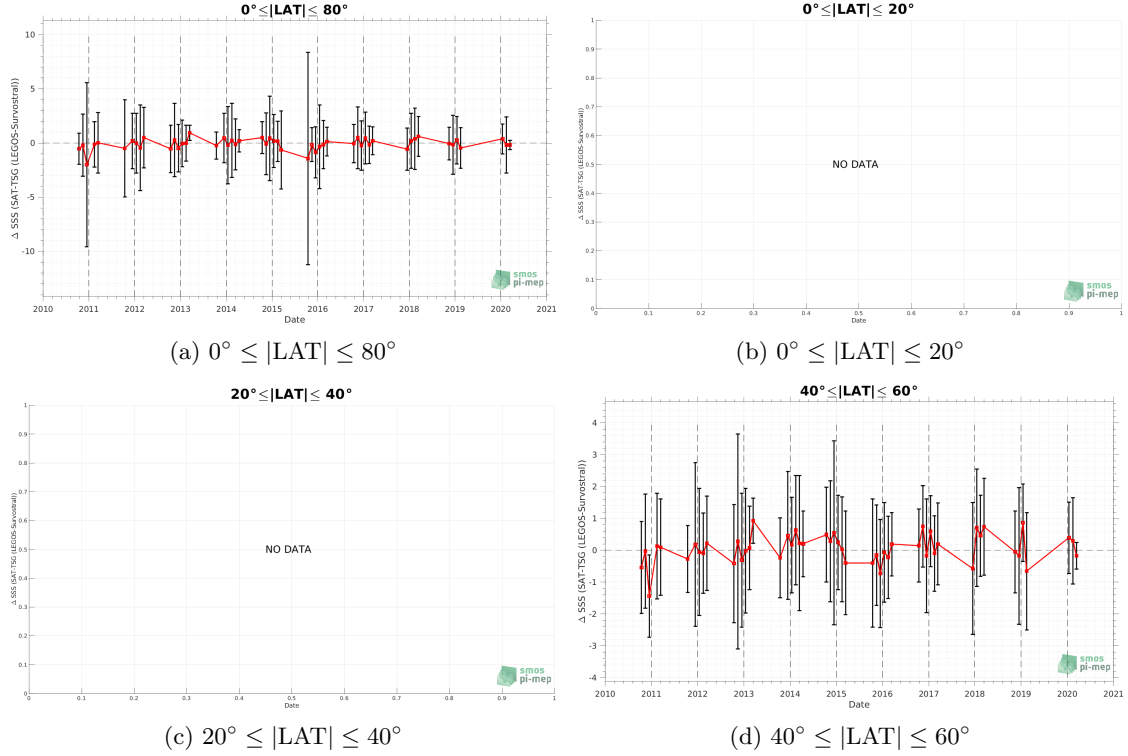 0°≤|LAT|≤ 80°
Δ SSS (SAT-TSG (LEGOS-Survostral))
10
5
0
-5
-10
2010 2011 2012 2013 2014 2015 2016 2017 2018 2019 2020 2021
Date
smos
pi-mep
(a) 0° ≤ |LAT| ≤ 80°
0°≤|LAT|≤ 20°
Δ SSS (SAT-TSG (LEGOS-Survostral))
1
0.9
0.8
0.7
0.6
0.5
0.4
0.3
0.2
0.1
0
NO DATA
0 0.1 0.2 0.3 0.4 0.5 0.6 0.7 0.8 0.9 1
Date
smos
pi-mep
(b) 0° ≤ |LAT| ≤ 20°
20°≤|LAT|≤ 40°
Δ SSS (SAT-TSG (LEGOS-Survostral))
1
0.9
0.8
0.7
0.6
0.5
0.4
0.3
0.2
0.1
0
NO DATA
0 0.1 0.2 0.3 0.4 0.5 0.6 0.7 0.8 0.9 1
Date
smos
pi-mep
(c) 20° ≤ |LAT| ≤ 40°
40°≤|LAT|≤ 60°
Δ SSS (SAT-TSG (LEGOS-Survostral))
4
3
2
1
0
-1
-2
-3
-4
2010 2011 2012 2013 2014 2015 2016 2017 2018 2019 2020 2021
Date
smos
pi-mep
(d) 40° ≤ |LAT| ≤ 60°